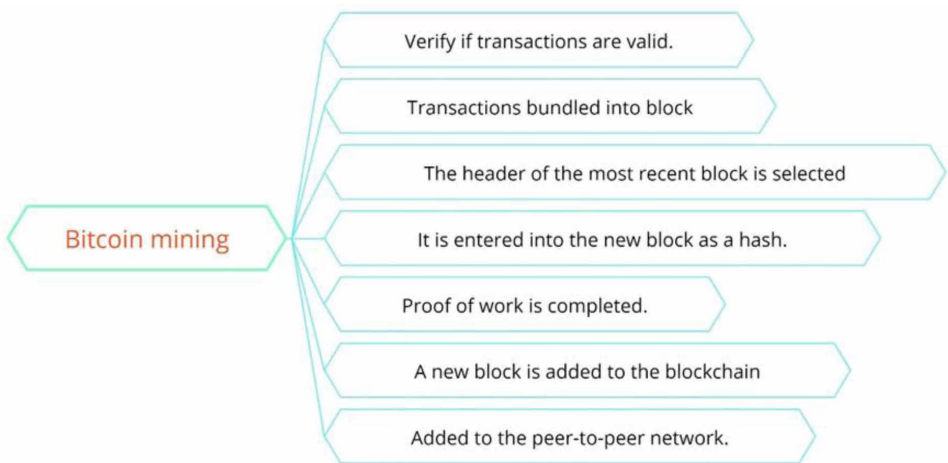 Verify if transactions are valid.
Transactions bundled into block
The header of the most recent block is selected
Bitcoin mining
It is entered into the new block as a hash.
Proof of work is completed.
A new block is added to the blockchain
Added to the peer-to-peer network.